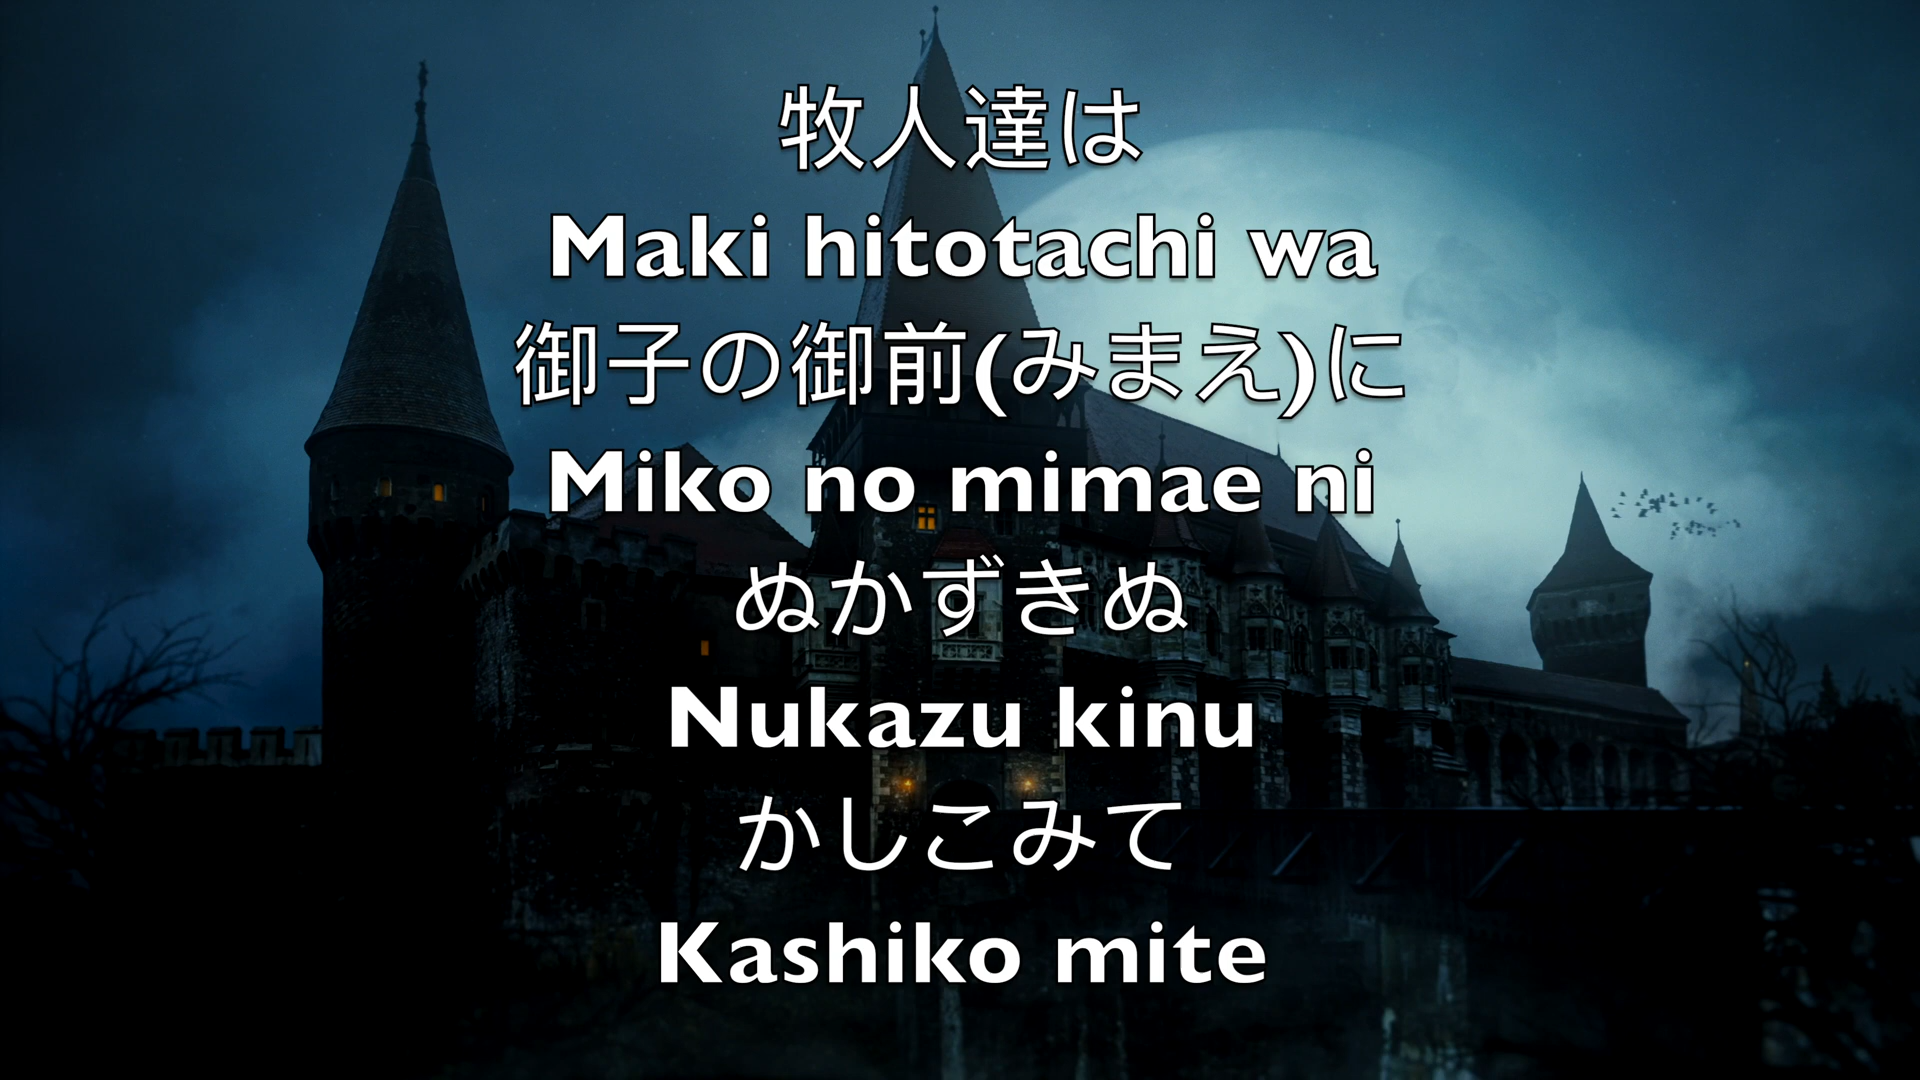 牧人達は
Maki hitotachi wa
御子の御前(みまえ)に
Miko no mimae ni
ぬかずきぬ
Nukazu kinu
かしこみて
Kashiko mite